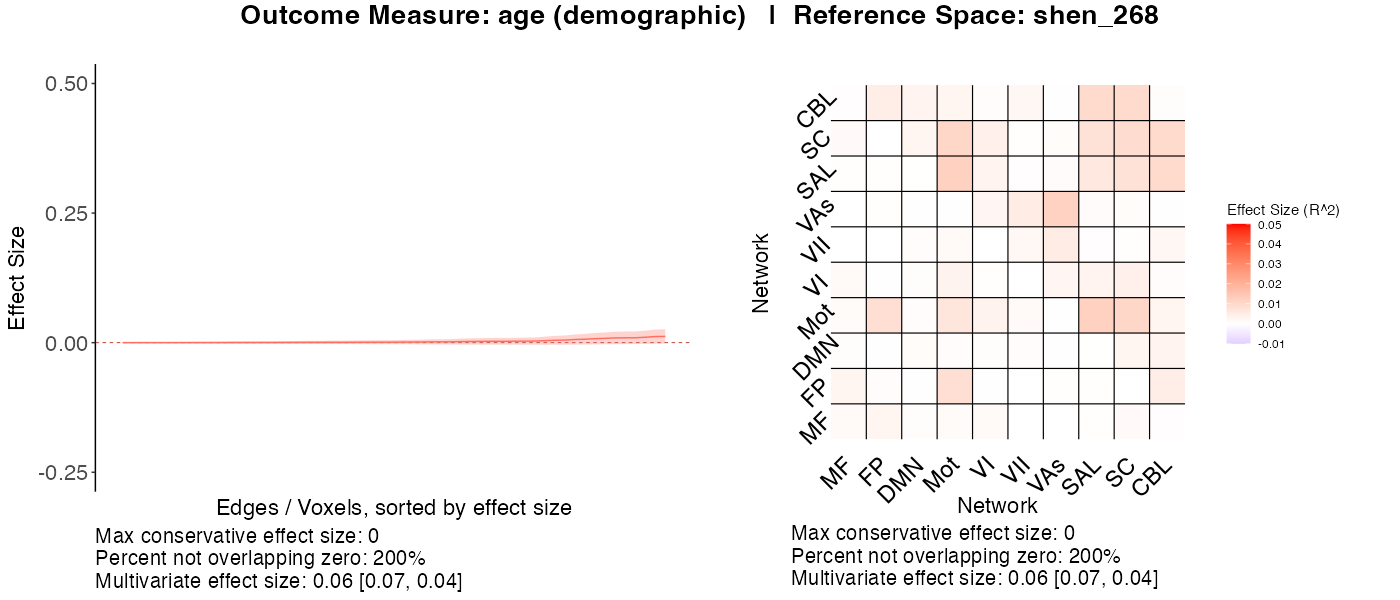 Outcome Measure: age (demographic) | Reference Space: shen_268
0.50
0.25
0.00
-0.25
Effect Size
Edges / Voxels, sorted by effect size
Max conservative effect size: 0
Percent not overlapping zero: 200%
Multivariate effect size: 0.06 [0.07, 0.04]
Network
CBL
SC
SAL
VAs
VII
VI
Mot
DMN
FP
MF
MF
FP
DMN
Mot
VI
VII
VAs
SAL
SC
CBL
Network
Max conservative effect size: 0
Percent not overlapping zero: 200%
Multivariate effect size: 0.06 [0.07, 0.04]
Effect Size (R^2)
0.05
0.04
0.03
0.02
0.01
0.00
-0.01